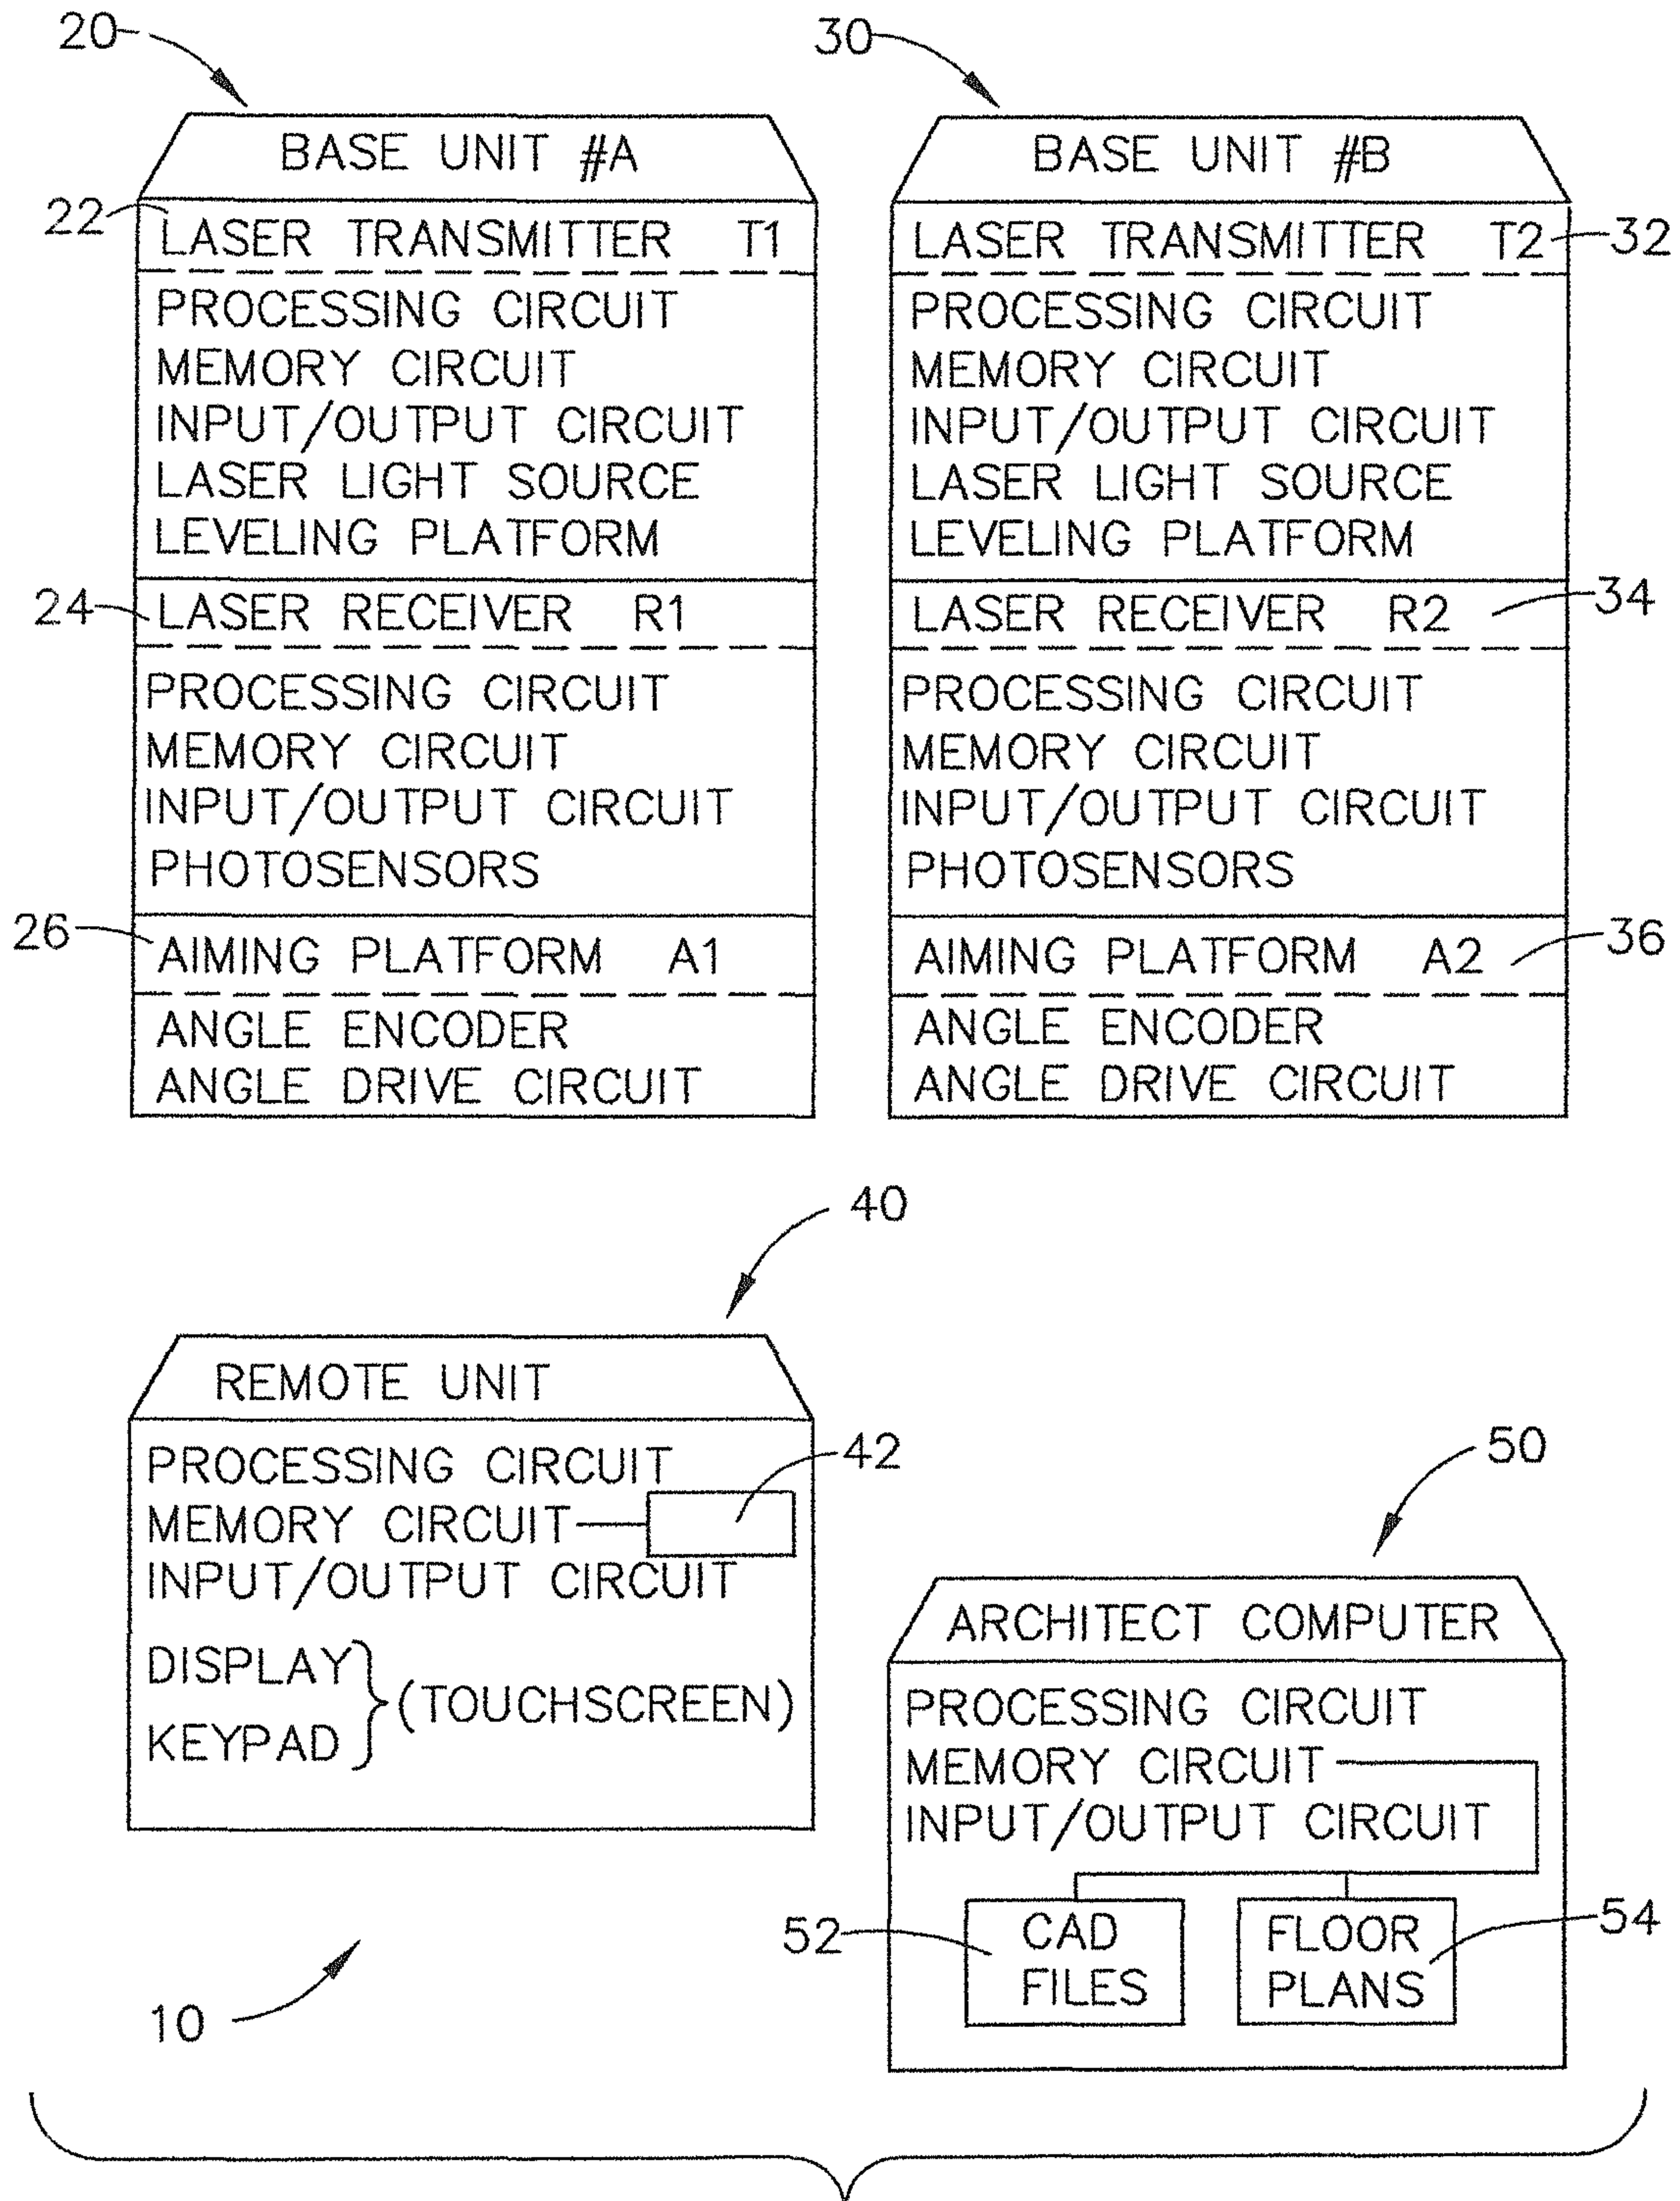 20
BASE UNIT #A
22
LASER TRANSMITTER T1
PROCESSING CIRCUIT
MEMORY CIRCUIT
INPUT/OUTPUT CIRCUIT
LASER LIGHT SOURCE
LEVELING PLATFORM
24
LASER RECEIVER R1
PROCESSING CIRCUIT
MEMORY CIRCUIT
INPUT/OUTPUT CIRCUIT
PHOTOSENSORS
26
AIMING PLATFORM A1
ANGLE ENCODER
ANGLE DRIVE CIRCUIT
30
BASE UNIT #B
LASER TRANSMITTER T2
32
PROCESSING CIRCUIT
MEMORY CIRCUIT
INPUT/OUTPUT CIRCUIT
LASER LIGHT SOURCE
LEVELING PLATFORM
LASER RECEIVER R2
34
PROCESSING CIRCUIT
MEMORY CIRCUIT
INPUT/OUTPUT CIRCUIT
PHOTOSENSORS
AIMING PLATFORM A2
36
ANGLE ENCODER
ANGLE DRIVE CIRCUIT
40
REMOTE UNIT
PROCESSING CIRCUIT
42
MEMORY CIRCUIT
INPUT/OUTPUT CIRCUIT
DISPLAY
KEYPAD
(TOUCHSCREEN)
50
ARCHITECT COMPUTER
PROCESSING CIRCUIT
MEMORY CIRCUIT
INPUT/OUTPUT CIRCUIT
52
CAD
FILES
FLOOR
PLANS
54
10